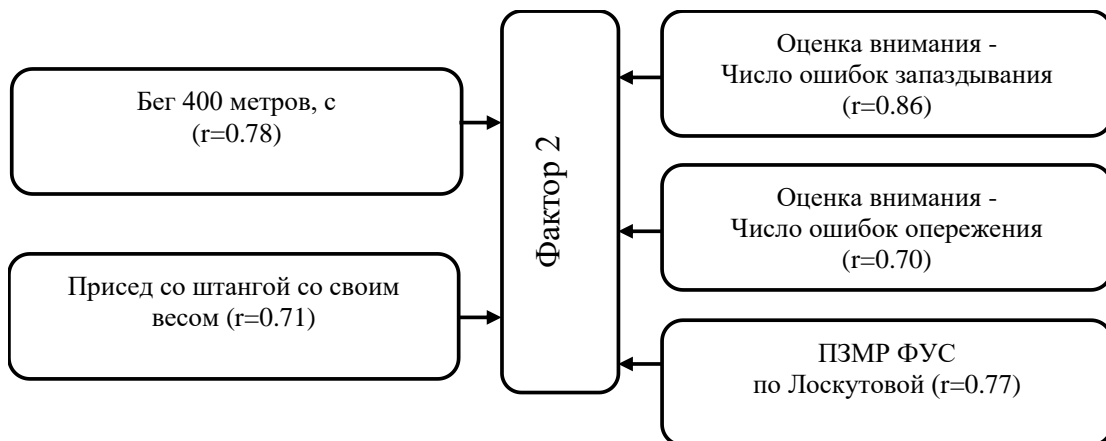 Бег 400 метров, с
(r=0.78)
Присед со штангой со своим
весом (r=0.71)
Фактор 2
Оценка внимания -
Число ошибок запаздывания
(r=0.86)
Оценка внимания -
Число ошибок опережения
(r=0.70)
ПЗМР ФУС
по Лоскутовой (r=0.77)